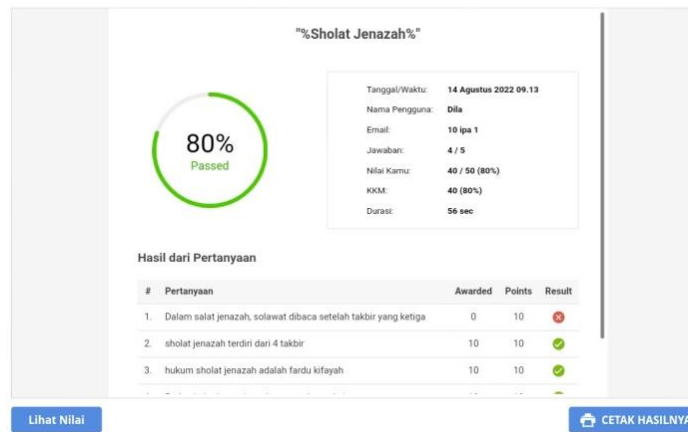 "%Sholat Jenazah%"
80%
Passed
Tanggal/Waktu: 14 Agustus 2022 09.13
Nama Pengguna: Dila
Email: 10 ipa 1
Jawaban: 4 / 5
Nilai Kamu: 40 / 50 (80%)
KKM: 40 (80%)
Durasi: 56 sec
Hasil dari Pertanyaan
# Pertanyaan Awarded Points Result
1. Dalam salat jenazah, solawat dibaca setelah takbir yang ketiga 0 10
2. sholat jenazah terdiri dari 4 takbir 10 10
3. hukum sholat jenazah adalah fardu kifayah 10 10
Lihat Nilai
CETAK HASILNYA